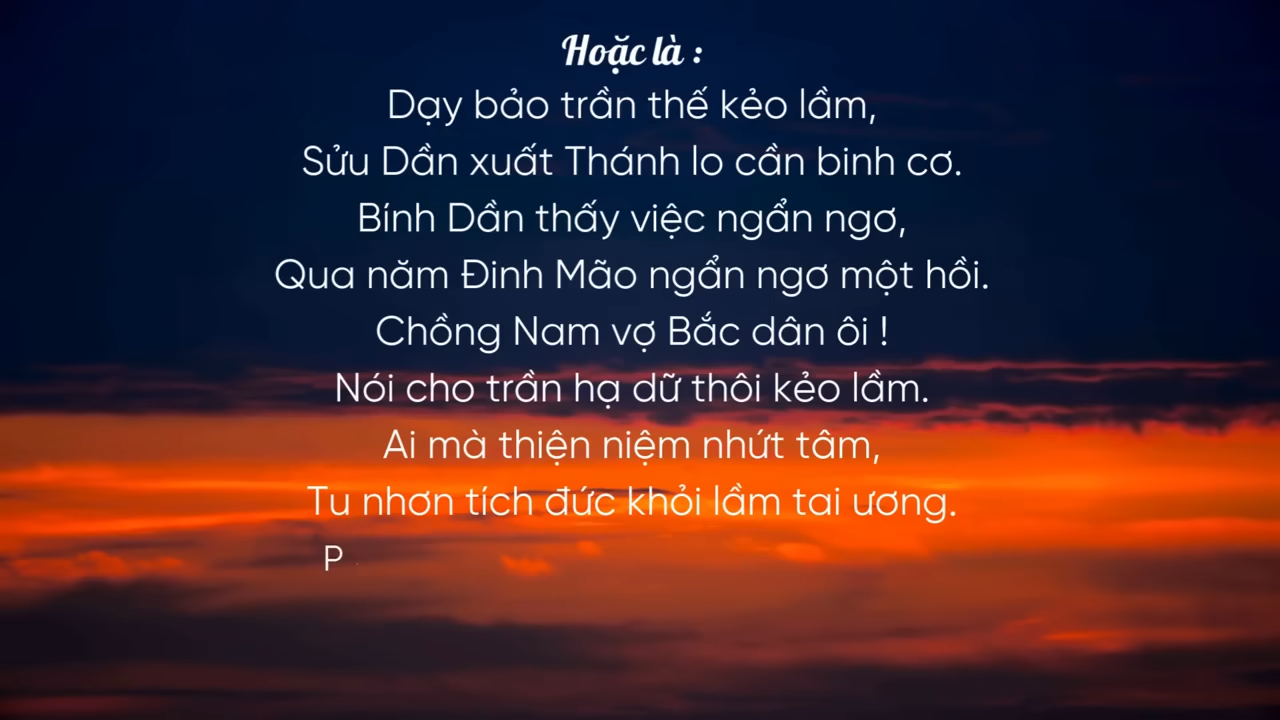 Hoặc là :
Dạy bảo trần thế kẻo lầm,
Sửu Dần xuất Thánh lo cần binh cơ.
Bính Dần thấy việc ngẩn ngơ,
Qua năm Đinh Mão ngẩn ngơ một hồi.
Chồng Nam vợ Bắc dân ôi !
Nói cho trần hạ dữ thôi kẻo lầm.
Ai mà thiện niệm nhứt tâm,
Tu nhơn tích đức khỏi lầm tai ương.
P